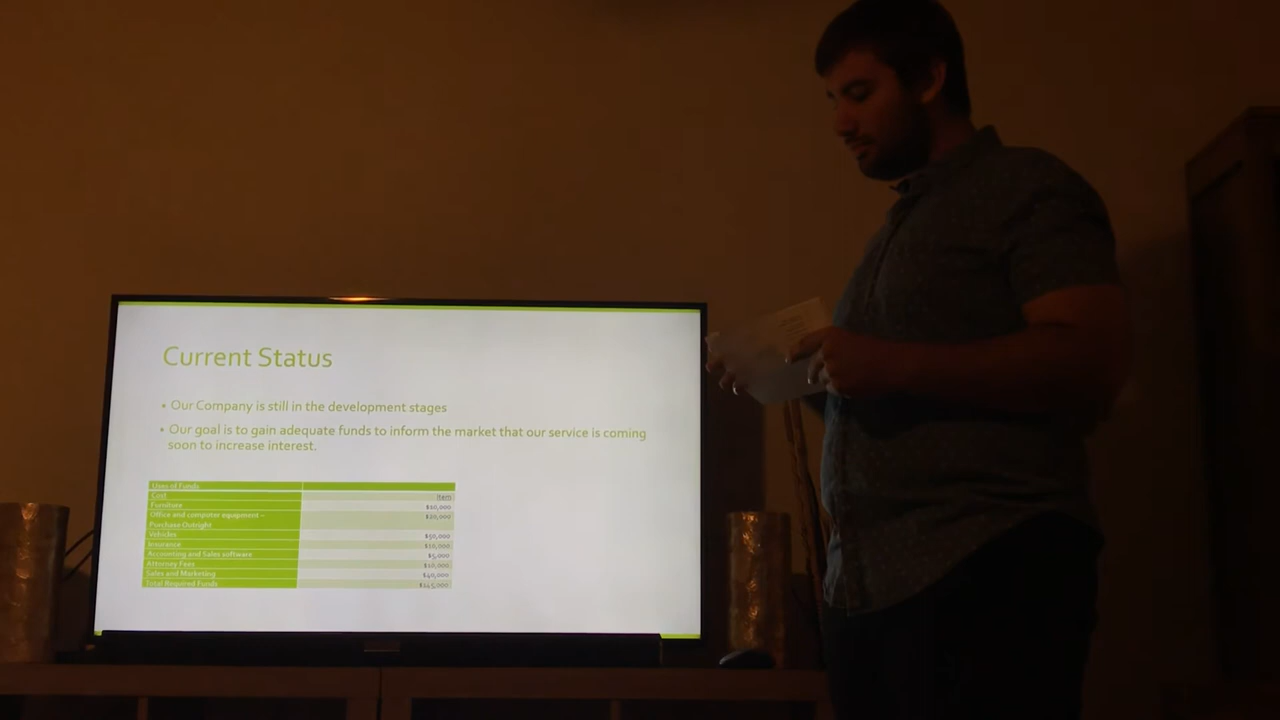 Current Status
• Our Company is still in the development stages
• Our goal is to gain adequate funds to inform the market that our service is coming
soon to increase interest.
Uses of Funds
Cost Item
Furniture $10,000
Office and computer equipment – $20,000
Purchase Outright
Vehicles $50,000
Insurance $10,000
Accounting and Sales software $5,000
Attorney Fees $10,000
Sales and Marketing $40,000
Total Required Funds $145,000